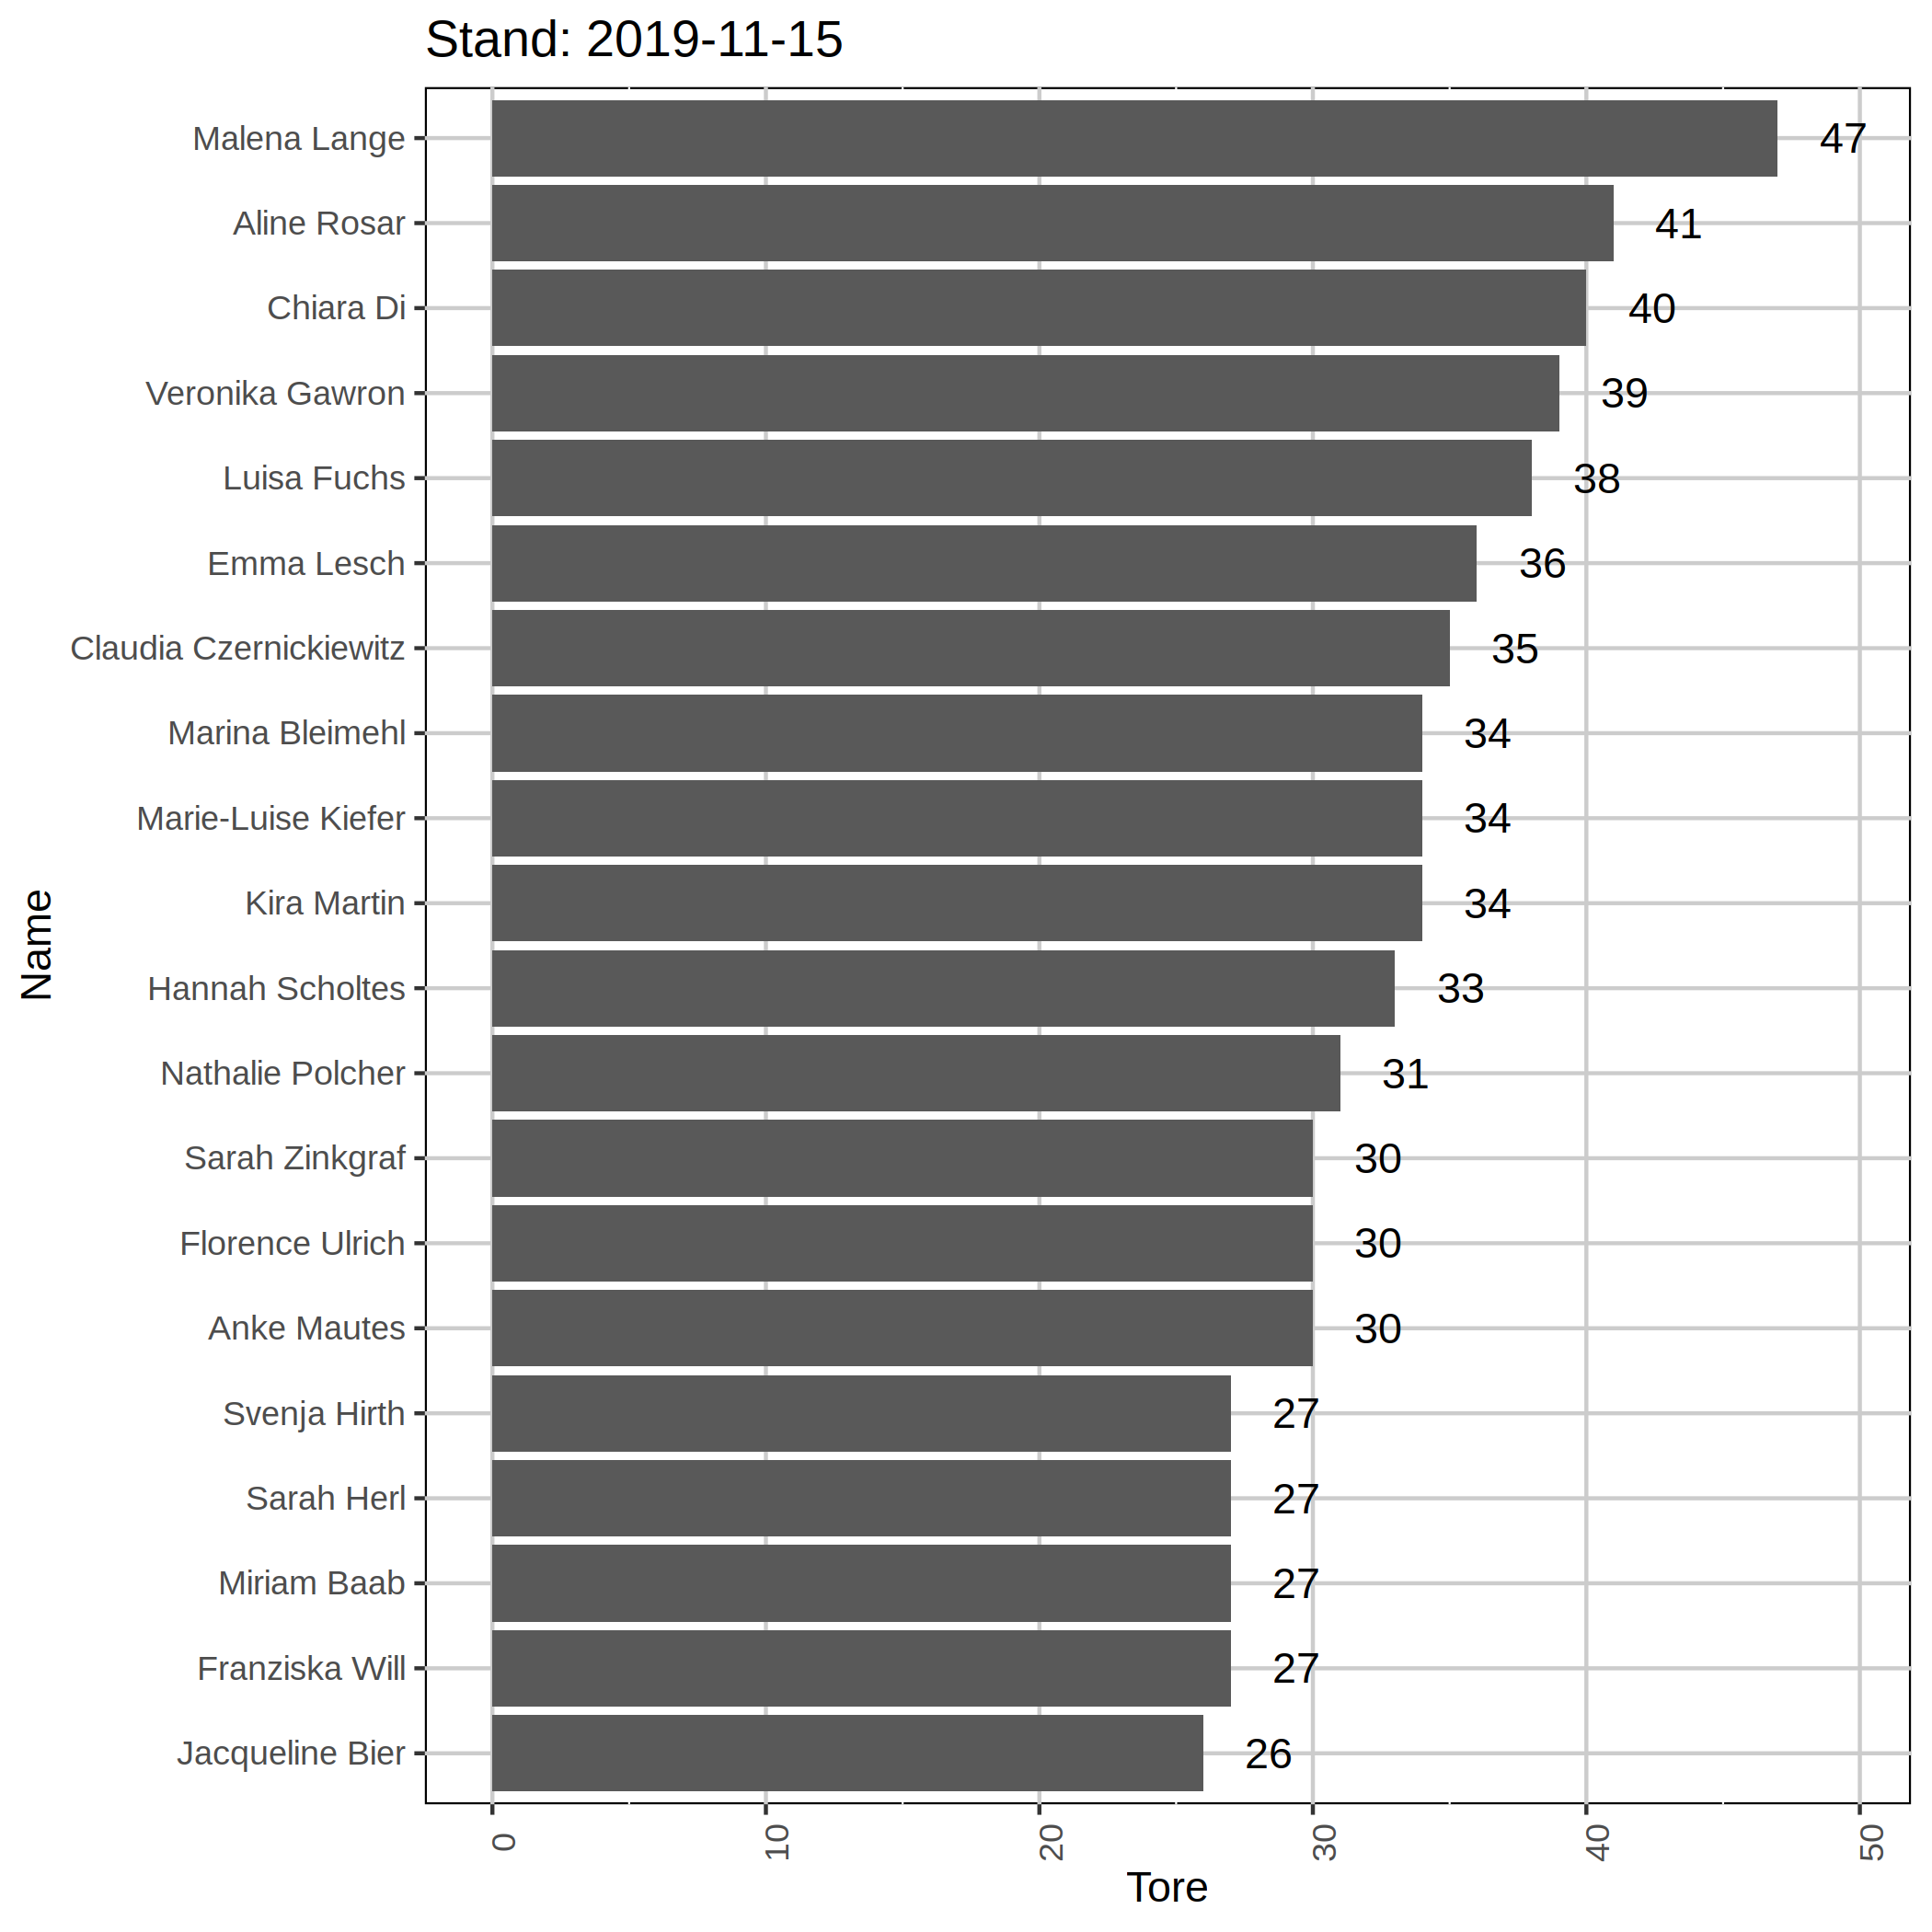 Stand: 2019-11-15
Malena Lange 47
Aline Rosar 41
Chiara Di 40
Veronika Gawron 39
Luisa Fuchs 38
Emma Lesch 36
Claudia Czernickiewitz 35
Marina Bleimehl 34
Marie-Luise Kiefer 34
Kira Martin 34
Hannah Scholtes 33
Nathalie Polcher 31
Sarah Zinkgraf 30
Florence Ulrich 30
Anke Mautes 30
Svenja Hirth 27
Sarah Herl 27
Miriam Baab 27
Franziska Will 27
Jacqueline Bier 26
Name
0 10 20 30 40 50
Tore